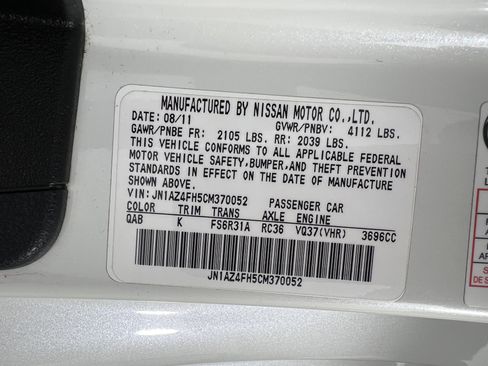 MANUFACTURED BY NISSAN MOTOR CO.,LTD.
DATE: 08/11 GVWR/PNBV: 4112 LBS.
GAWR/PNBE FR: 2105 LBS. RR: 2039 LBS.
THIS VEHICLE CONFORMS TO ALL APPLICABLE FEDERAL
MOTOR VEHICLE SAFETY, BUMPER, AND THEFT PREVENTION
STANDARDS IN EFFECT ON THE DATE OF MANUFACTURE
SHOWN ABOVE.
VIN: JN1AZ4FH5CM370052 PASSENGER CAR
COLOR TRIM TRANS AXLE ENGINE
QAB K FS6R31A RC36 VQ37(VHR) 3696CC
JN1AZ4FH5CM370052